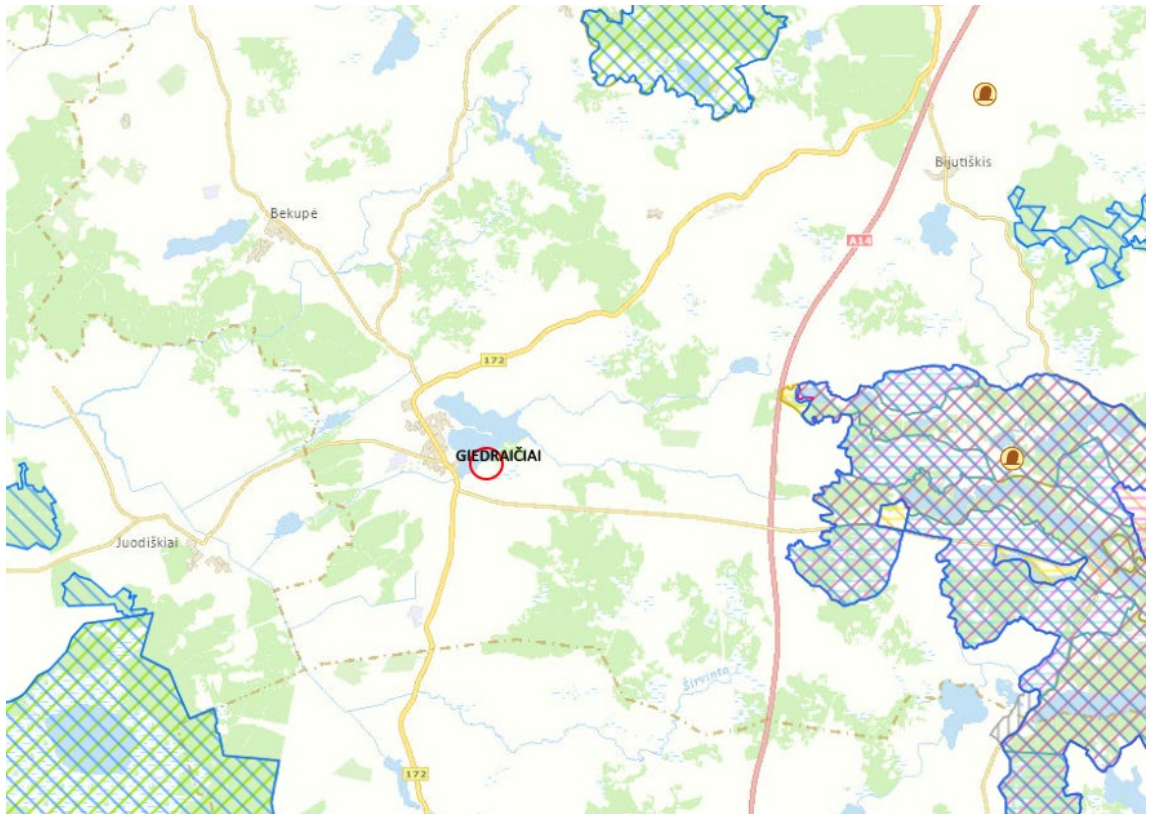 Bijutiškis
Bekupė
A14
172
GIEDRAIČIAI
Juodiškiai
Širvinta
172